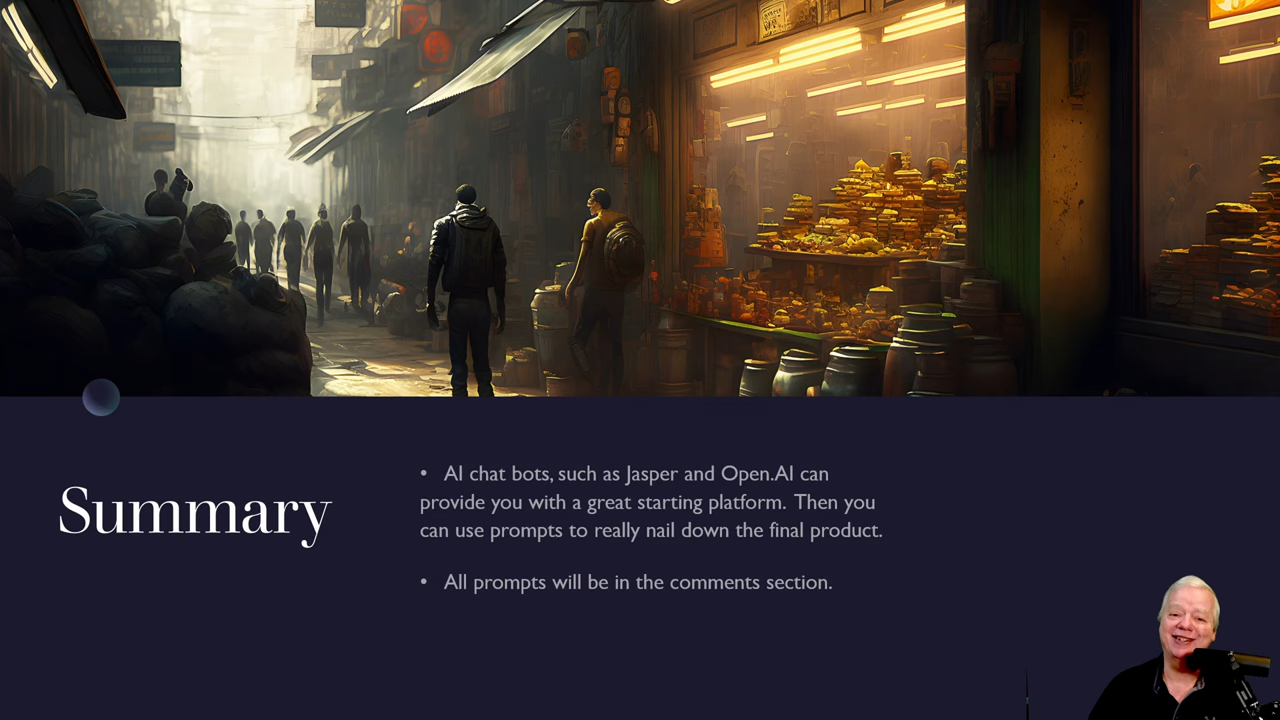 Summary
• AI chat bots, such as Jasper and Open.AI can
provide you with a great starting platform. Then you
can use prompts to really nail down the final product.
• All prompts will be in the comments section.